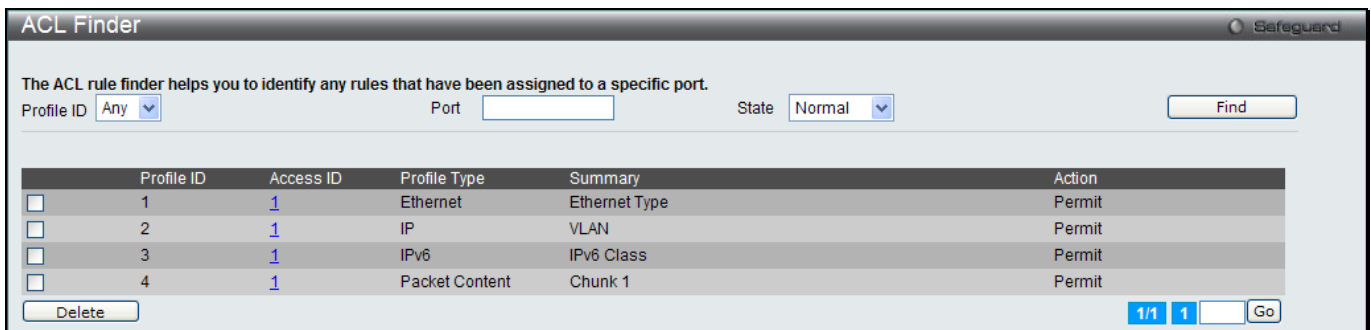 ACL Finder Safeguard
The ACL rule finder helps you to identify any rules that have been assigned to a specific port.
Profile ID Any Port State Normal Find
Profile ID Access ID Profile Type Summary Action
1 1 Ethernet Ethernet Type Permit
2 1 IP VLAN Permit
3 1 IPv6 IPv6 Class Permit
4 1 Packet Content Chunk 1 Permit
Delete 1/1 1 Go